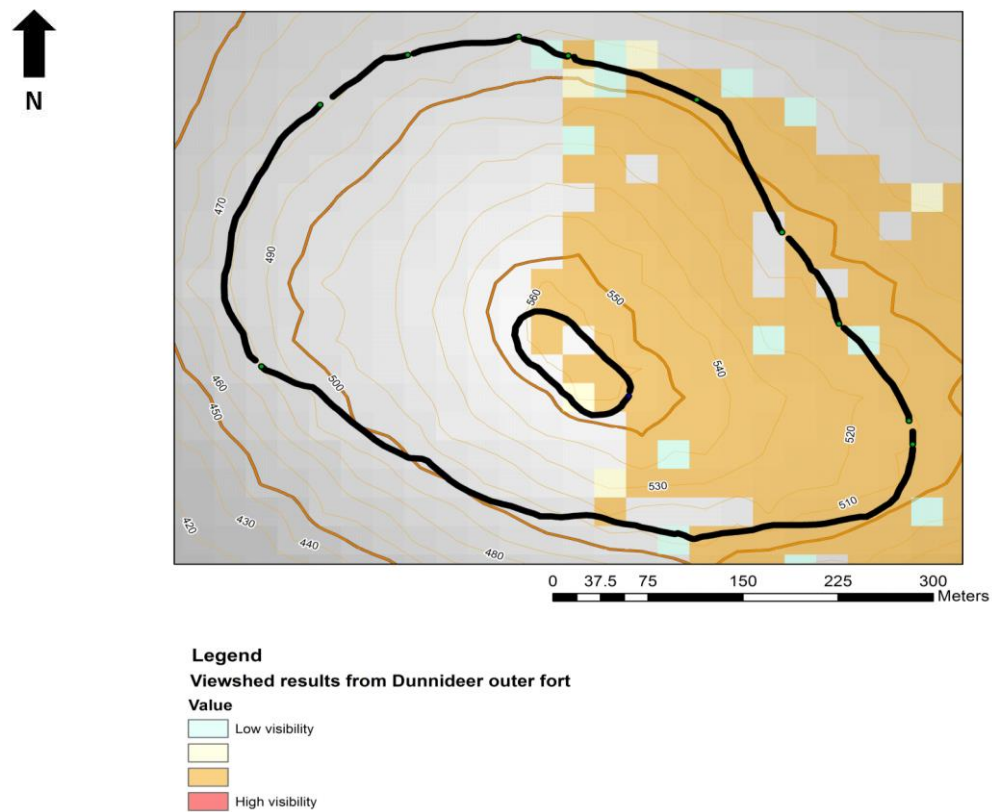 N
470
490
560
550
540
500
460
450
520
530
510
420
430
440
480
0 37.5 75 150 225 300
Meters
Legend
Viewshed results from Dunnideer outer fort
Value
Low visibility
High visibility